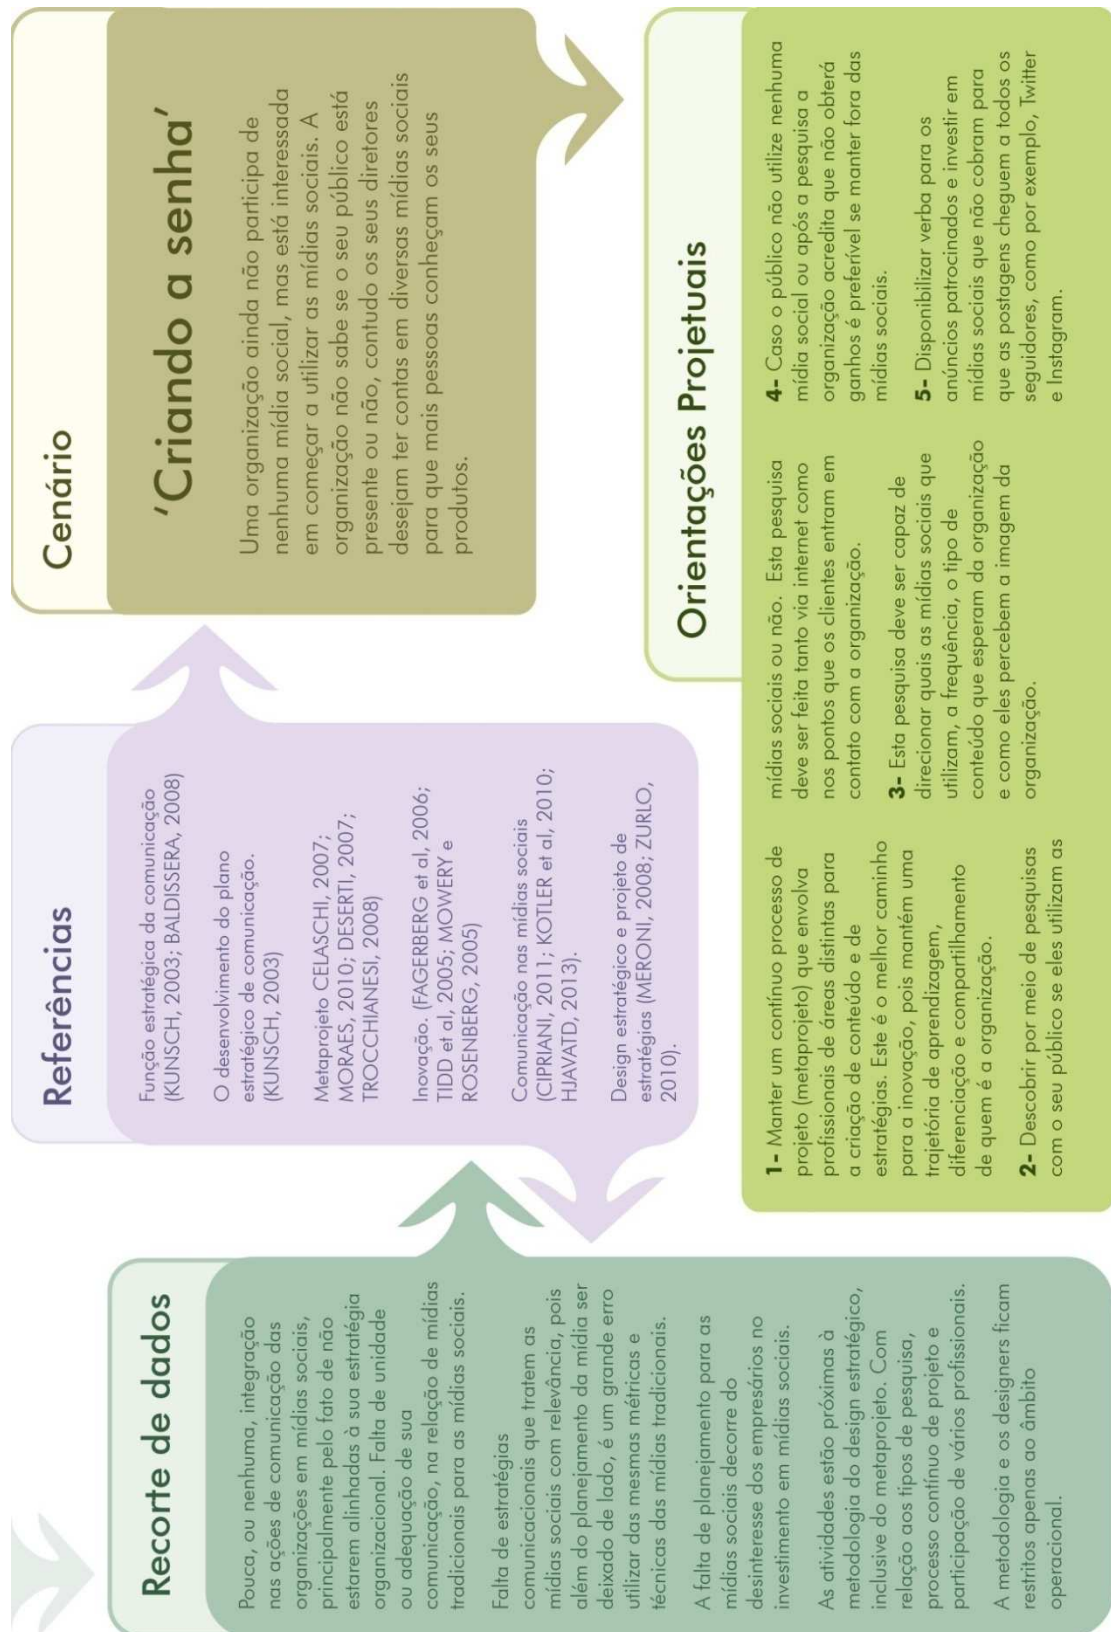 Recorte de dados
Pouca, ou nenhuma, integração
nas ações de comunicação das
organizações em mídias sociais,
principalmente pelo fato de não
estarem alinhadas à sua estratégia
organizacional. Falta de unidade
ou adequação de sua
comunicação, na relação de mídias
tradicionais para as mídias sociais.
Falta de estratégias
comunicacionais que tratem as
mídias sociais com relevância, pois
além do planejamento da mídia ser
deixado de lado, é um grande erro
utilizar das mesmas métricas e
técnicas das mídias tradicionais.
A falta de planejamento para as
mídias sociais decorre do
desinteresse dos empresários no
investimento em mídias sociais.
As atividades estão próximas à
metodologia do design estratégico,
inclusive do metaprojeto. Com
relação aos tipos de pesquisa,
processo contínuo de projeto e
participação de vários profissionais.
A metodologia e os designers ficam
restritos apenas ao âmbito
operacional.
Referências
Função estratégica da comunicação
(KUNSCH, 2003; BALDISSERA, 2008)
O desenvolvimento do plano
estratégico de comunicação.
(KUNSCH, 2003)
Metaprojeto CELASCHI, 2007;
MORAES, 2010; DESERTI, 2007;
TROCCHIANESI, 2008)
Inovação. (FAGERBERG et al, 2006;
TIDD et al, 2005; MOWERY e
ROSENBERG, 2005)
Comunicação nas mídias sociais
(CIPRIANI, 2011; KOTLER et al, 2010;
HJAVATD, 2013).
Design estratégico e projeto de
estratégias (MERONI, 2008; ZURLO,
2010).
Cenário
'Criando a senha'
Uma organização ainda não participa de
nenhuma mídia social, mas está interessada
em começar a utilizar as mídias sociais. A
organização não sabe se o seu público está
presente ou não, contudo os seus diretores
desejam ter contas em diversas mídias sociais
para que mais pessoas conheçam os seus
produtos.
Orientações Projetuais
1- Manter um contínuo processo de
projeto (metaprojeto) que envolva
profissionais de áreas distintas para
a criação de conteúdo e de
estratégias. Este é o melhor caminho
para a inovação, pois mantém uma
trajetória de aprendizagem,
diferenciação e compartilhamento
de quem é a organização.
2- Descobrir por meio de pesquisas
com o seu público se eles utilizam as
mídias sociais ou não. Esta pesquisa
deve ser feita tanto via internet como
nos pontos que os clientes entram em
contato com a organização.
3- Esta pesquisa deve ser capaz de
direcionar quais as mídias sociais que
utilizam, a frequência, o tipo de
conteúdo que esperam da organização
e como eles percebem a imagem da
organização.
4- Caso o público não utilize nenhuma
mídia social ou após a pesquisa a
organização acredita que não obterá
ganhos é preferível se manter fora das
mídias sociais.
5- Disponibilizar verba para os
anúncios patrocinados e investir em
mídias sociais que não cobram para
que as postagens cheguem a todos os
seguidores, como por exemplo, Twitter
e Instagram.